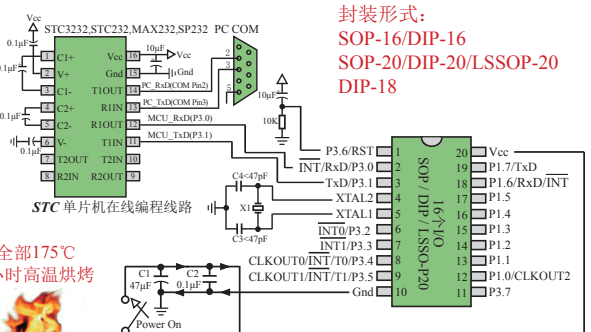 封装形式：
SOP-16/DIP-16
SOP-20/DIP-20/LSSOP-20
DIP-18
STC3232,STC232,MAX232,SP232 PC COM
Vcc
0.1μF
0.1μF
0.1μF
0.1μF
1 C1+
2 V+
3 C1-
4 C2+
5 C2-
6 V-
7 T2OUT
8 R2IN
Vcc 16
Gnd 15
T1OUT 14
R1IN 13
R1OUT 12
T1IN 11
T2IN 10
R2OUT 9
10μF
Vcc
Gnd
PC_RxD(COM Pin2)
PC_TxD(COM Pin3)
MCU_RxD(P3.0)
MCU_TxD(P3.1)
2
3
5
STC 单片机在线编程线路
10μF
10K
C4<47pF
X1
C3<47pF
P3.6/RST 1
INT/RxD/P3.0 2
TxD/P3.1 3
XTAL2 4
XTAL1 5
INT0/P3.2 6
INT1/P3.3 7
CLKOUT0/INT/T0/P3.4 8
CLKOUT1/INT/T1/P3.5 9
Gnd 10
16个I/O
SOP / DIP / LSSO-P20
20 Vcc
19 P1.7/TxD
18 P1.6/RxD/INT
17 P1.5
16 P1.4
15 P1.3
14 P1.2
13 P1.1
12 P1.0/CLKOUT2
11 P3.7
全部175℃
小时高温烘烤
C1
47μF
C2
0.1μF
Power On